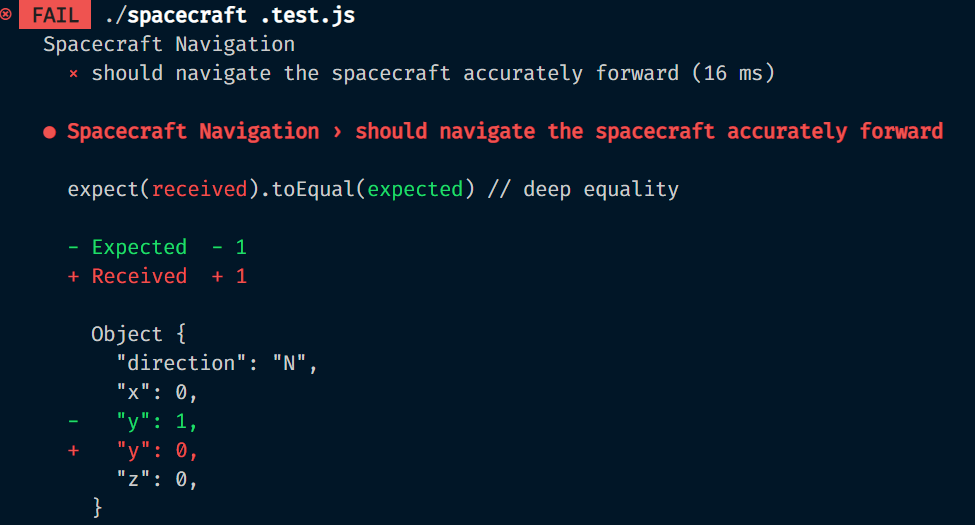 ⊗ FAIL ./spacecraft .test.js
Spacecraft Navigation
× should navigate the spacecraft accurately forward (16 ms)
● Spacecraft Navigation › should navigate the spacecraft accurately forward
expect(received).toEqual(expected) // deep equality
- Expected - 1
+ Received + 1
Object {
"direction": "N",
"x": 0,
- "y": 1,
+ "y": 0,
"z": 0,
}